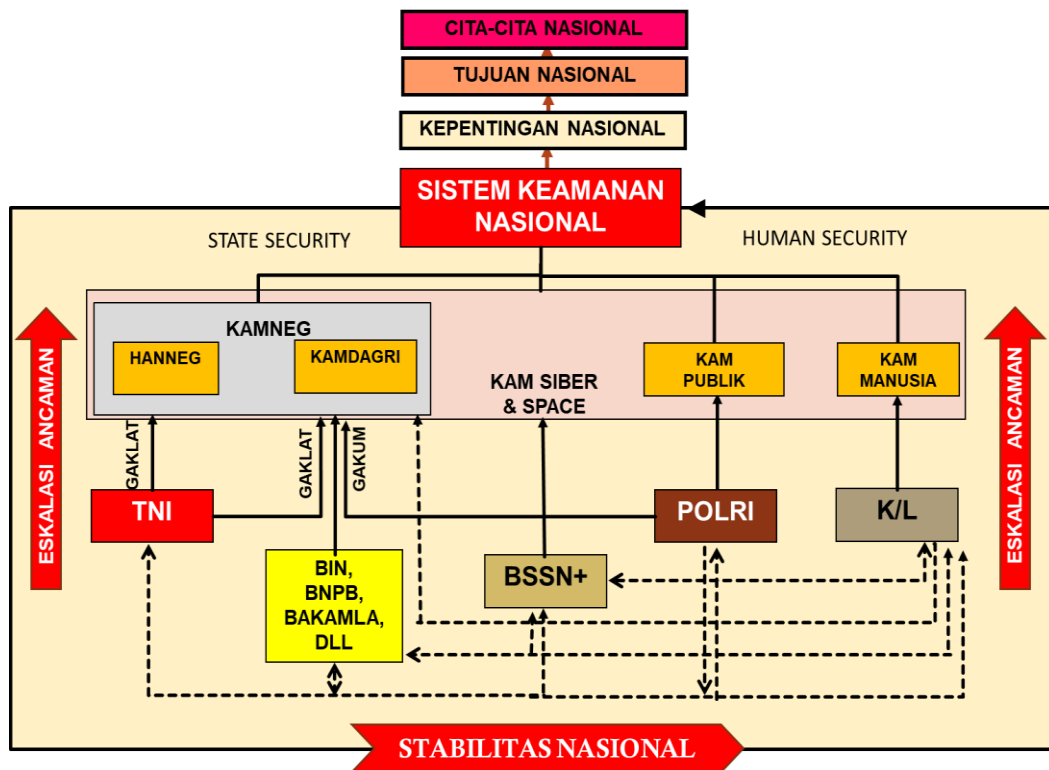 CITA-CITA NASIONAL
TUJUAN NASIONAL
KEPENTINGAN NASIONAL
SISTEM KEAMANAN
NASIONAL
STATE SECURITY
HUMAN SECURITY
KAMNEG
HANNEG
KAMDAGRI
KAM SIBER
& SPACE
KAM
PUBLIK
KAM
MANUSIA
ESKALASI ANCAMAN
ESKALASI ANCAMAN
GAKLAT
GAKLAT
GAKUM
TNI
POLRI
K/L
BIN,
BNPB,
BAKAMLA,
DLL
BSSN+
STABILITAS NASIONAL